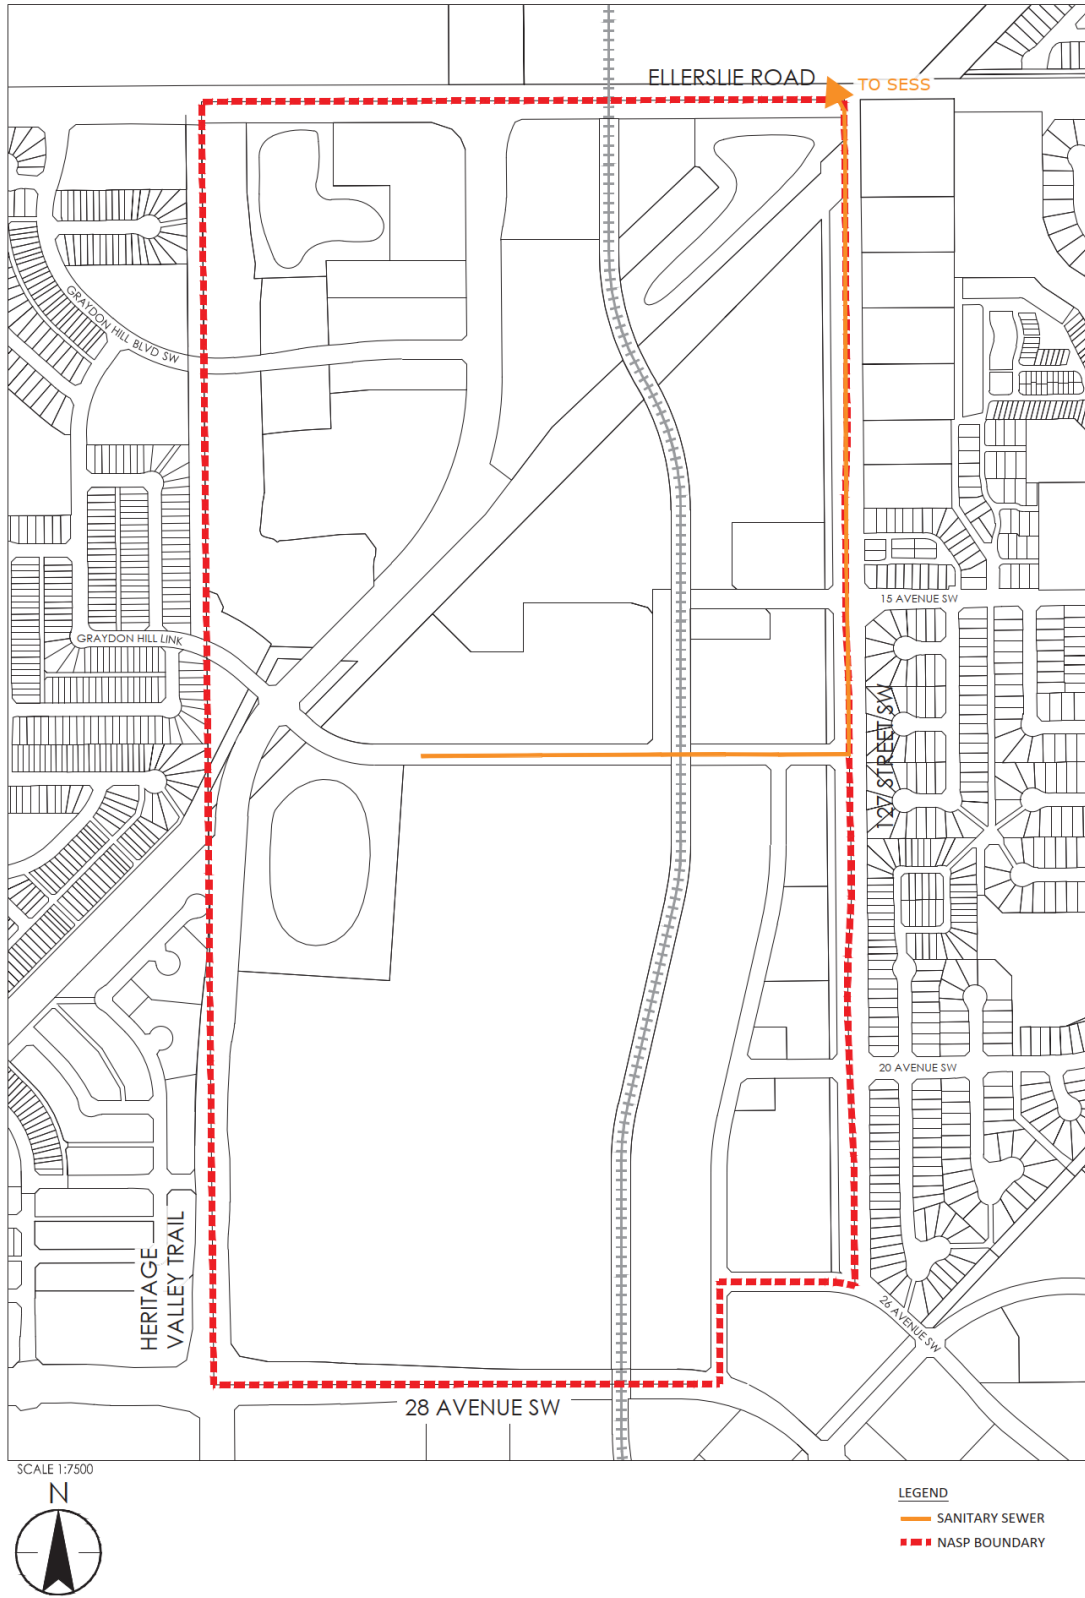 ELLERSLIE ROAD
TO SESS
GRAYDON HILL BLVD SW
15 AVENUE SW
GRAYDON HILL LINK
127 STREET SW
20 AVENUE SW
HERITAGE
VALLEY TRAIL
26 AVENUE SW
28 AVENUE SW
SCALE 1:7500
N
LEGEND
SANITARY SEWER
NASP BOUNDARY